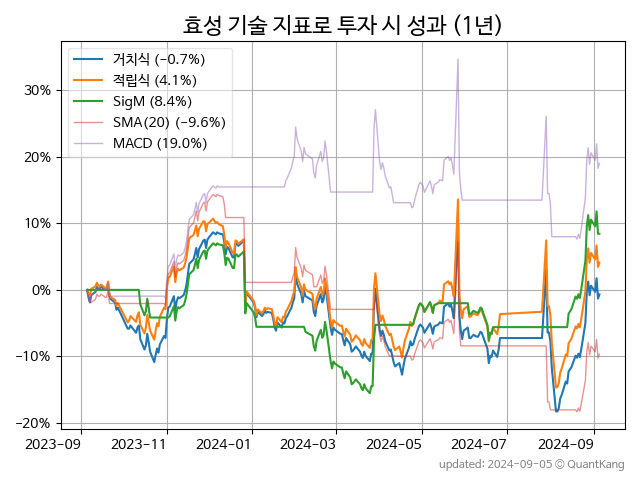 효성 기술 지표로 투자 시 성과 (1년)
거치식 (−0.7%)
적립식 (4.1%)
SigM (8.4%)
SMA(20) (−9.6%)
MACD (19.0%)
30%
20%
10%
0%
−10%
−20%
2023-09
2023-11
2024-01
2024-03
2024-05
2024-07
2024-09
updated: 2024-09-05 © QuantKang